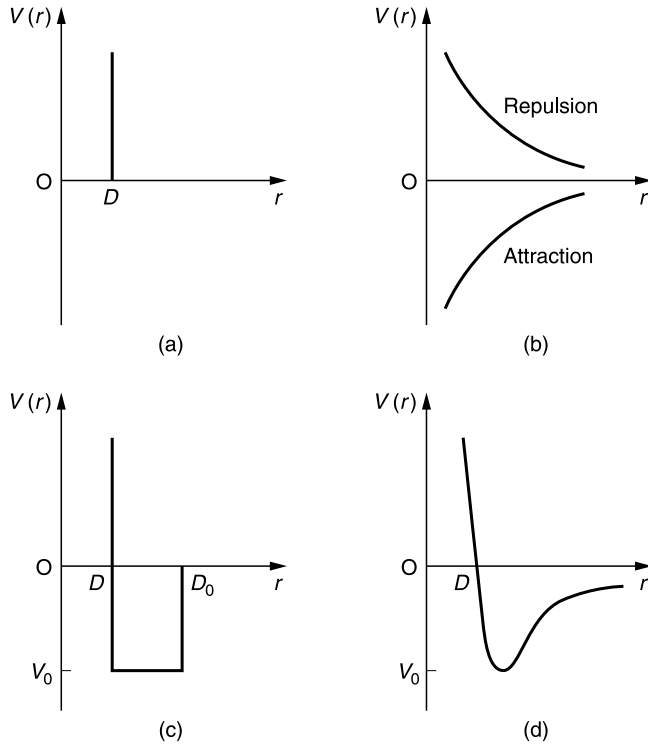 V (r)
O
D
r
(a)
V (r)
Repulsion
O
r
Attraction
(b)
V (r)
O
D
D₀
r
V₀
(c)
V (r)
O
D
r
V₀
(d)